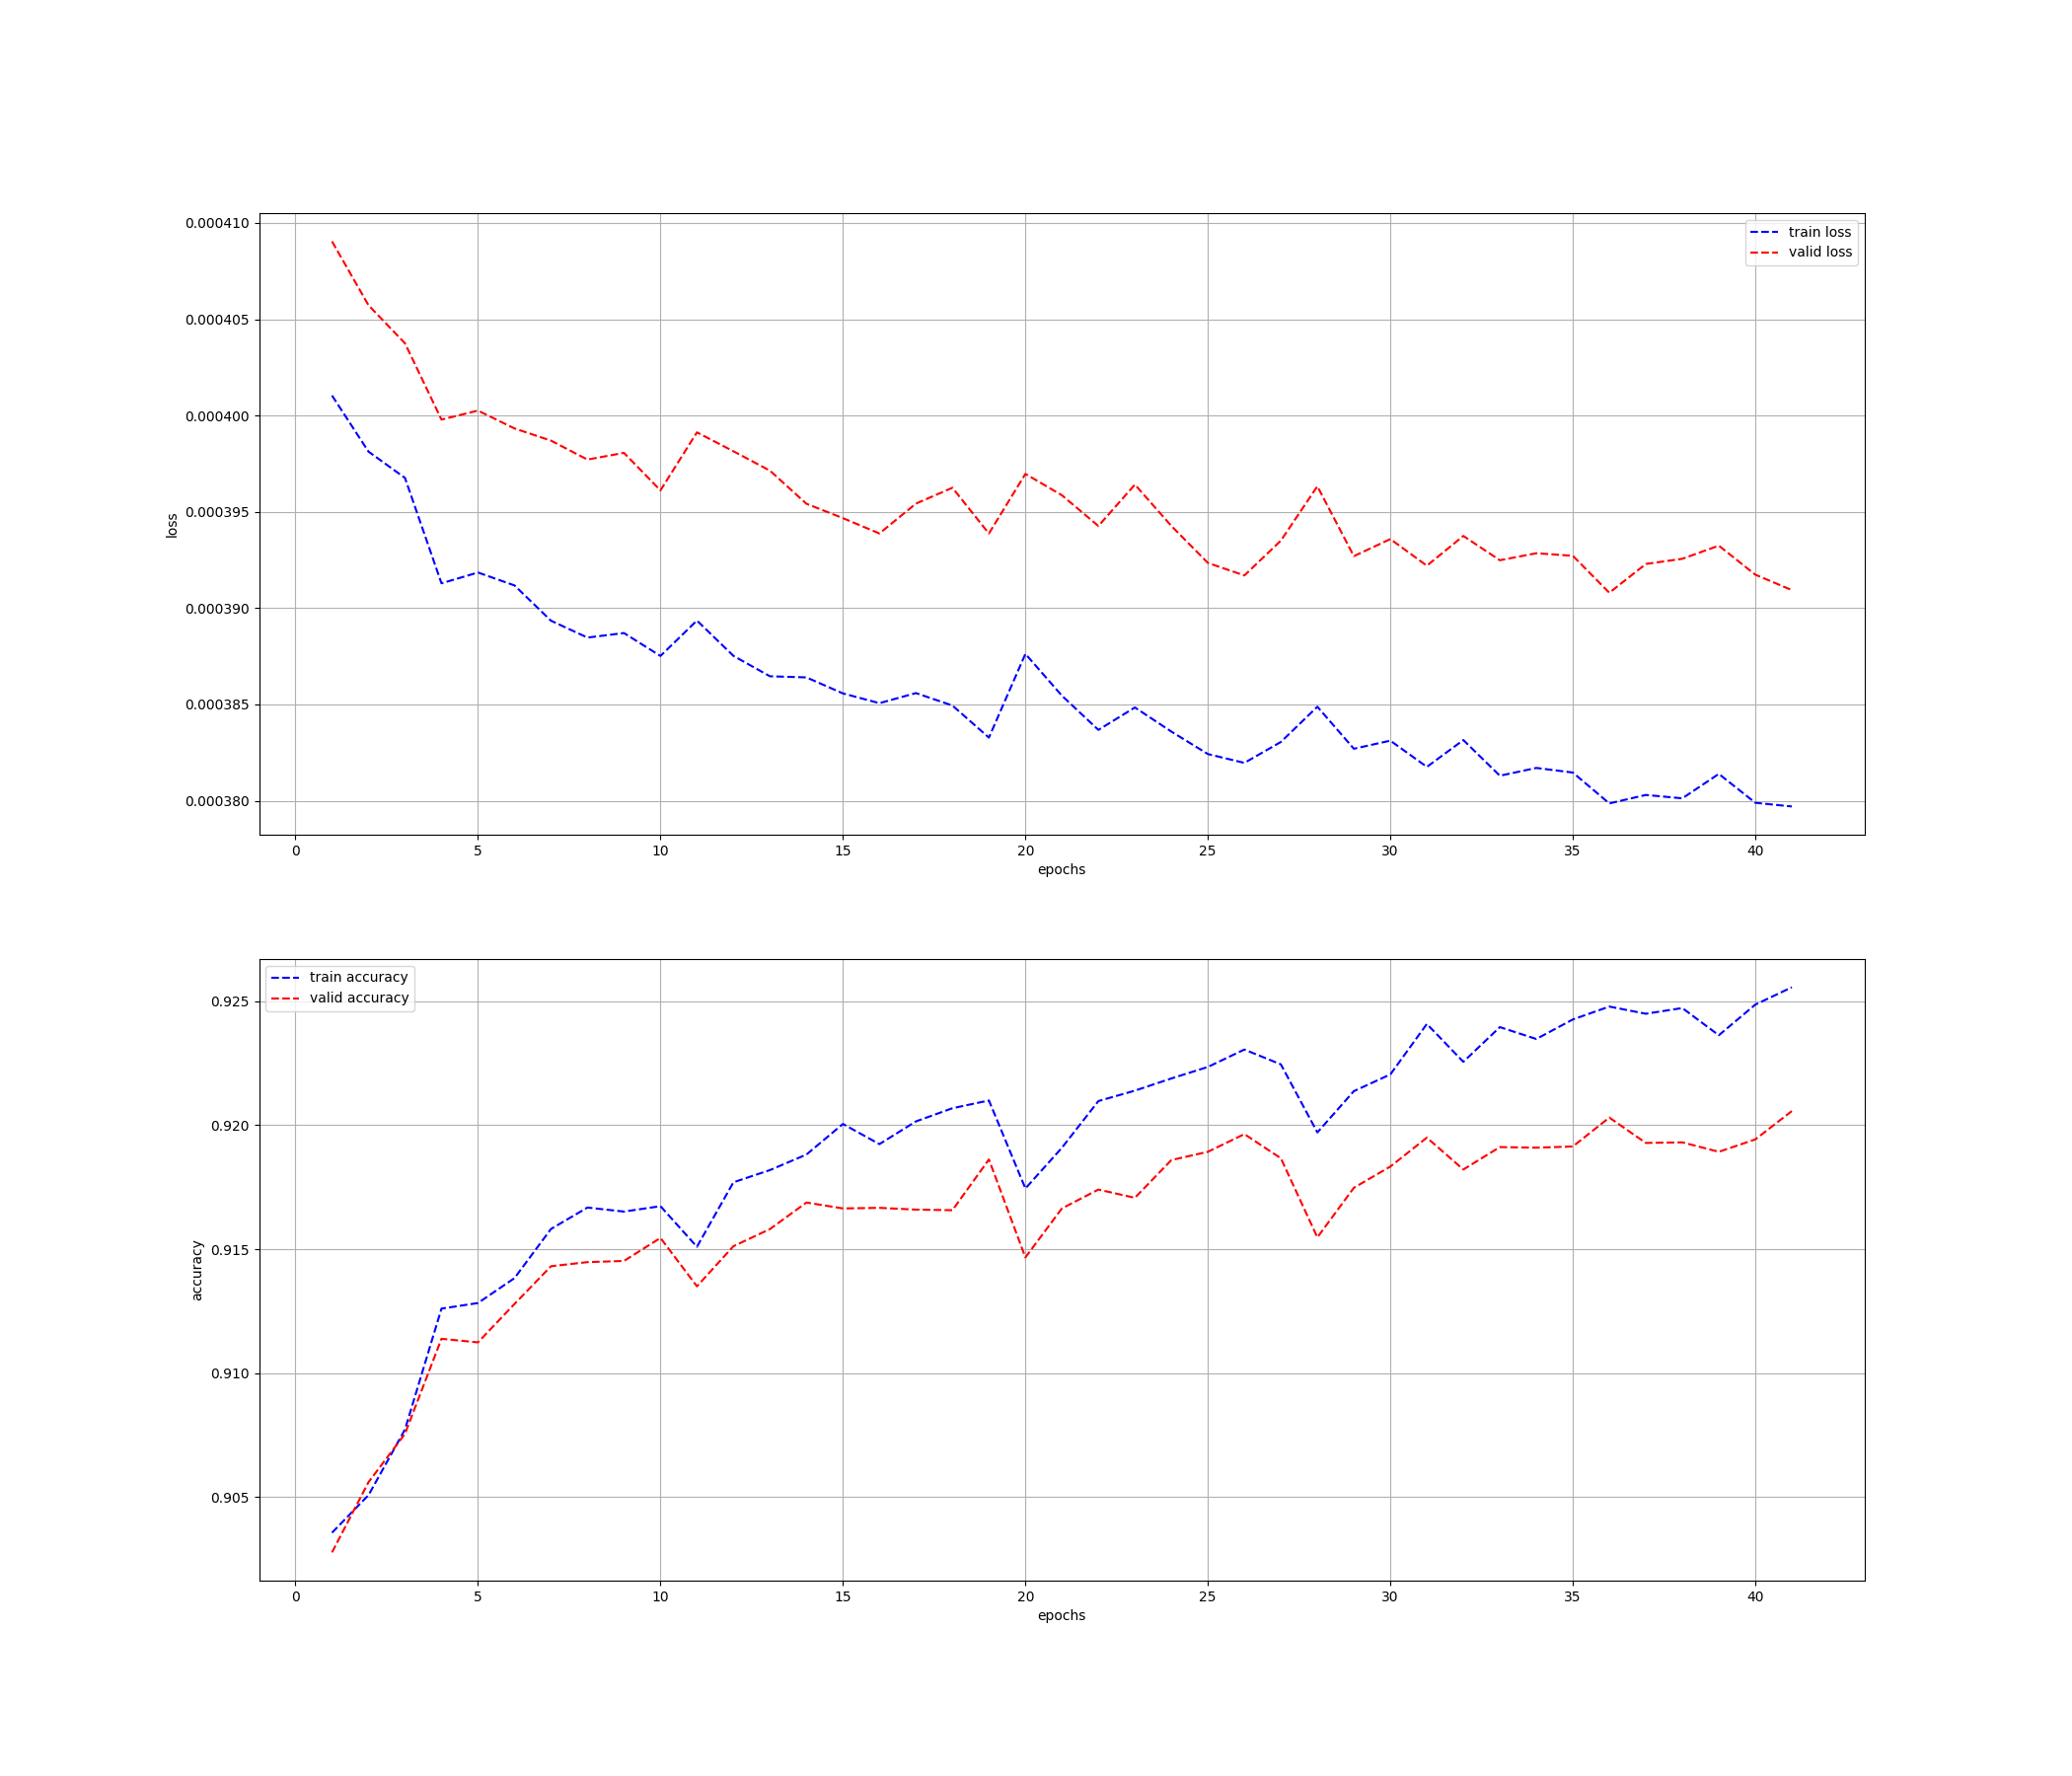 0.000410
0.000405
0.000400
0.000395
0.000390
0.000385
0.000380
loss
train loss
valid loss
0 5 10 15 20 25 30 35 40
epochs
train accuracy
valid accuracy
0.925
0.920
0.915
0.910
0.905
accuracy
0 5 10 15 20 25 30 35 40
epochs